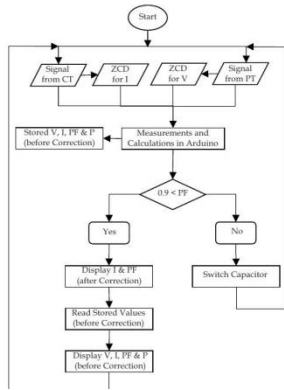 Start
Signal
from CT
ZCD
for I
ZCD
for V
Signal
from PT
Stored V, I, PF & P
(before Correction)
Measurements and
Calculations in Arduino
0.9 < PF
Yes
No
Display I & PF
(after Correction)
Switch Capacitor
Read Stored Values
(before Correction)
Display V, I, PF & P
(before Correction)